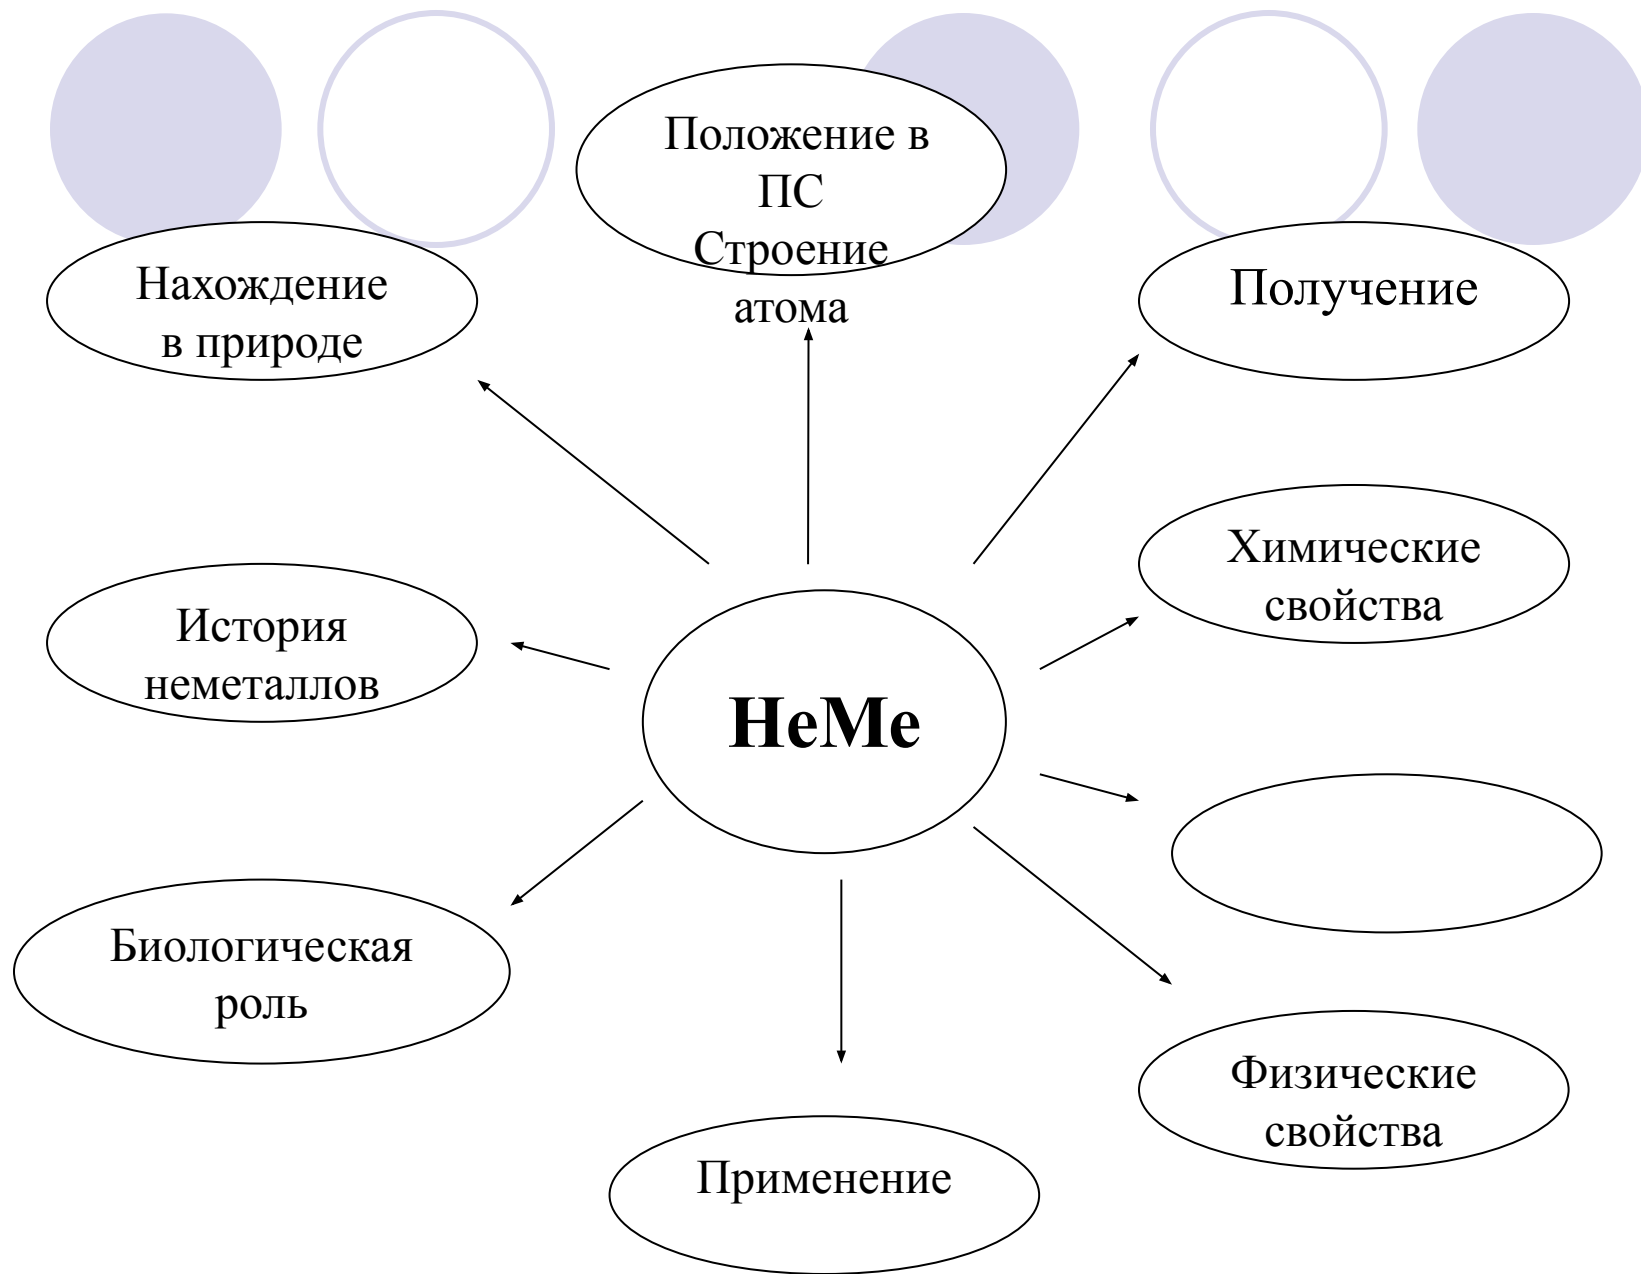 Положение в
ПС
Строение
атома
Нахождение
в природе
Получение
Химические
свойства
История
неметаллов
НеМе
Биологическая
роль
Физические
свойства
Применение